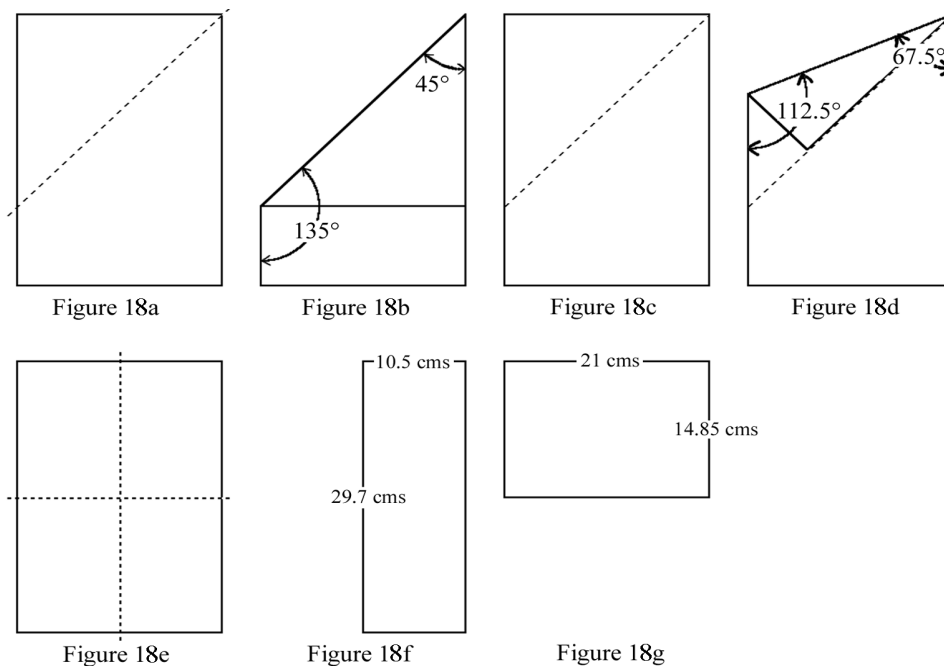 45°
135°
67.5°
112.5°
Figure 18a
Figure 18b
Figure 18c
Figure 18d
10.5 cms
29.7 cms
21 cms
14.85 cms
Figure 18e
Figure 18f
Figure 18g